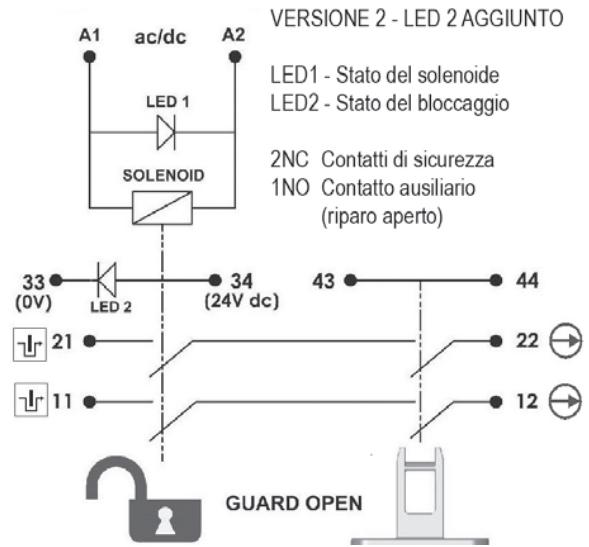 VERSIONE 2 - LED 2 AGGIUNTO
A1 ac/dc A2
LED1 - Stato del solenoide
LED2 - Stato del bloccaggio
LED 1
2NC Contatti di sicurezza
1NO Contatto ausiliario
(riparo aperto)
SOLENOID
33 34 43 44
(0V) LED 2 (24V dc)
21 22
11 12
GUARD OPEN